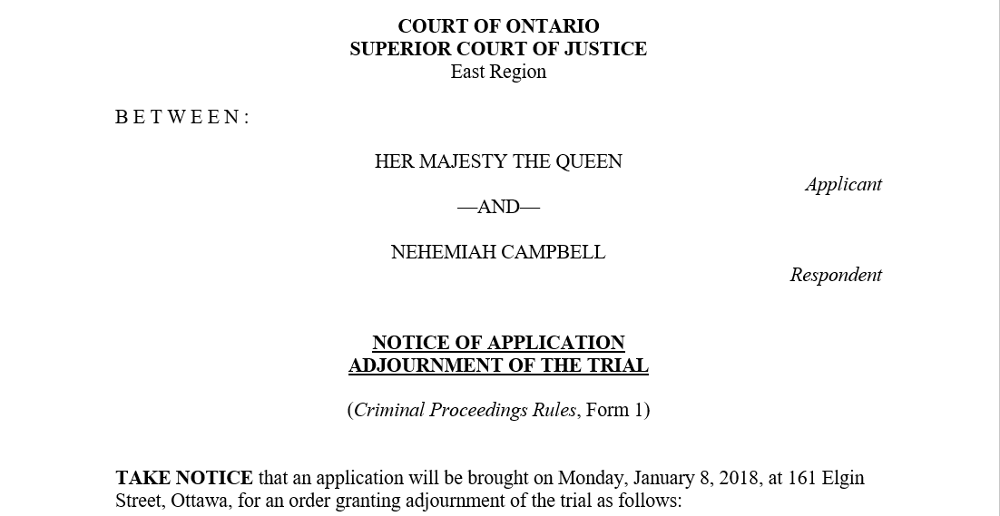 COURT OF ONTARIO
SUPERIOR COURT OF JUSTICE
East Region
B E T W E E N :
HER MAJESTY THE QUEEN
Applicant
—AND—
NEHEMIAH CAMPBELL
Respondent
NOTICE OF APPLICATION
ADJOURNMENT OF THE TRIAL
(Criminal Proceedings Rules, Form 1)
TAKE NOTICE that an application will be brought on Monday, January 8, 2018, at 161 Elgin
Street, Ottawa, for an order granting adjournment of the trial as follows: